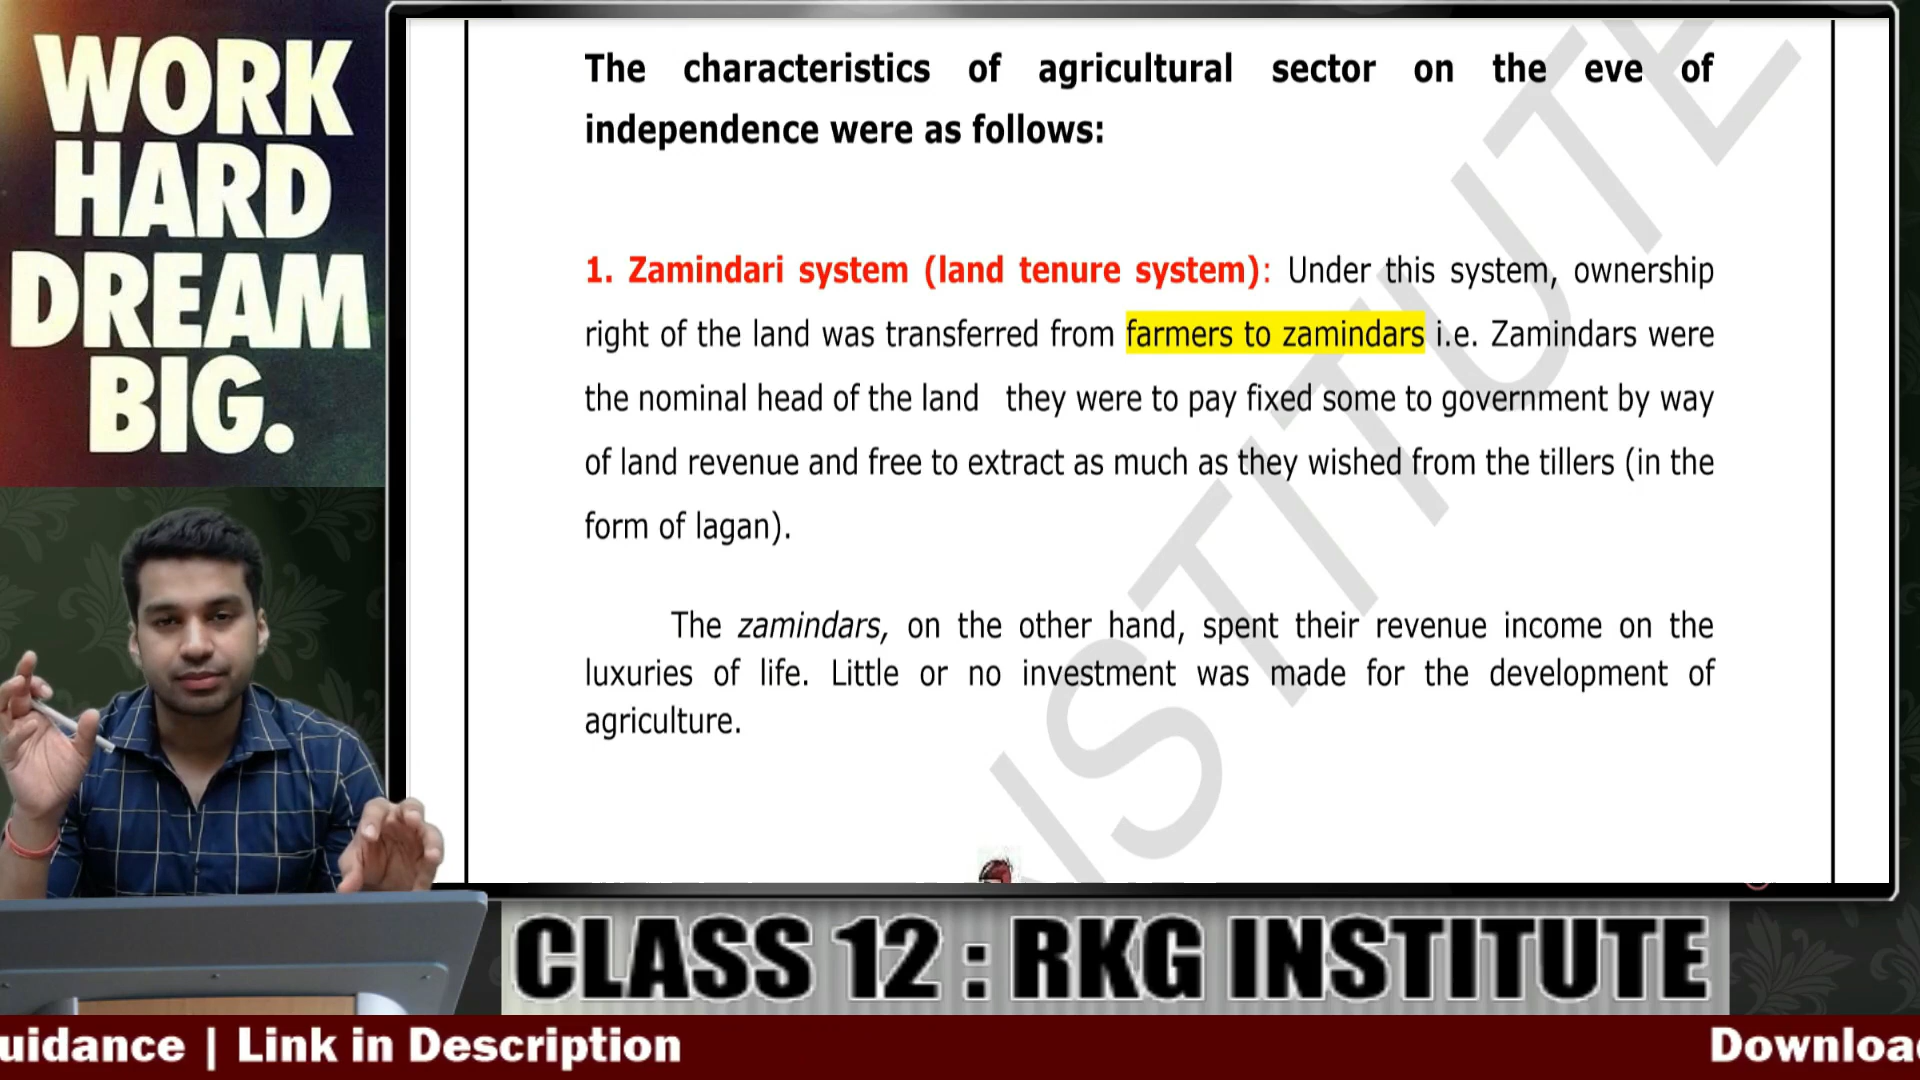 WORK
HARD
DREAM
BIG.
The characteristics of agricultural sector on the eve of
independence were as follows:
1. Zamindari system (land tenure system): Under this system, ownership
right of the land was transferred from farmers to zamindars i.e. Zamindars were
the nominal head of the land they were to pay fixed some to government by way
of land revenue and free to extract as much as they wished from the tillers (in the
form of lagan).
The zamindars, on the other hand, spent their revenue income on the
luxuries of life. Little or no investment was made for the development of
agriculture.
INSTITUTE
CLASS 12 : RKG INSTITUTE
uidance | Link in Description
Downloa